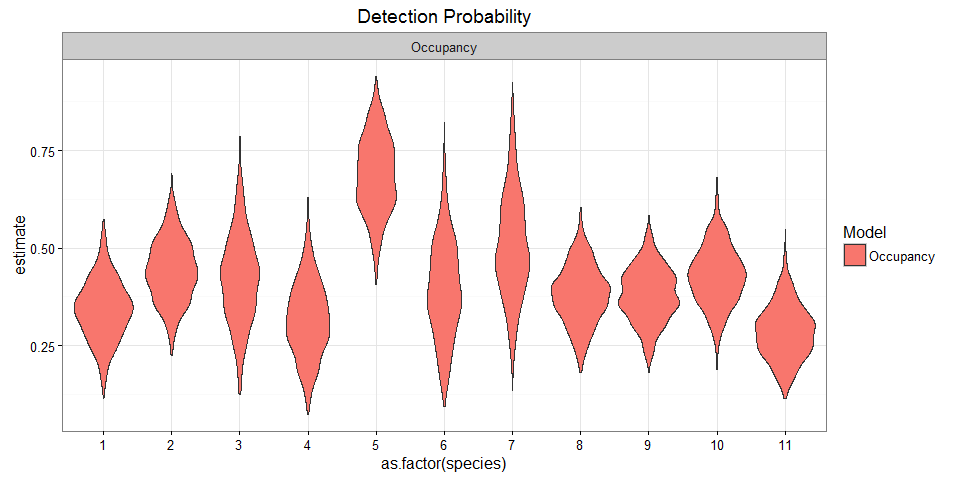 Detection Probability
Occupancy
estimate
0.75
0.50
0.25
1 2 3 4 5 6 7 8 9 10 11
as.factor(species)
Model
Occupancy